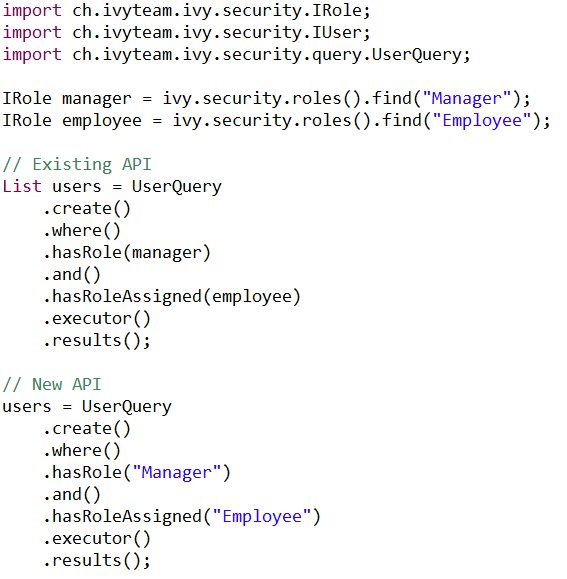 import ch.ivyteam.ivy.security.IRole;
import ch.ivyteam.ivy.security.IUser;
import ch.ivyteam.ivy.security.query.UserQuery;

IRole manager = ivy.security.roles().find("Manager");
IRole employee = ivy.security.roles().find("Employee");

// Existing API
List users = UserQuery
    .create()
    .where()
    .hasRole(manager)
    .and()
    .hasRoleAssigned(employee)
    .executor()
    .results();

// New API
users = UserQuery
    .create()
    .where()
    .hasRole("Manager")
    .and()
    .hasRoleAssigned("Employee")
    .executor()
    .results();